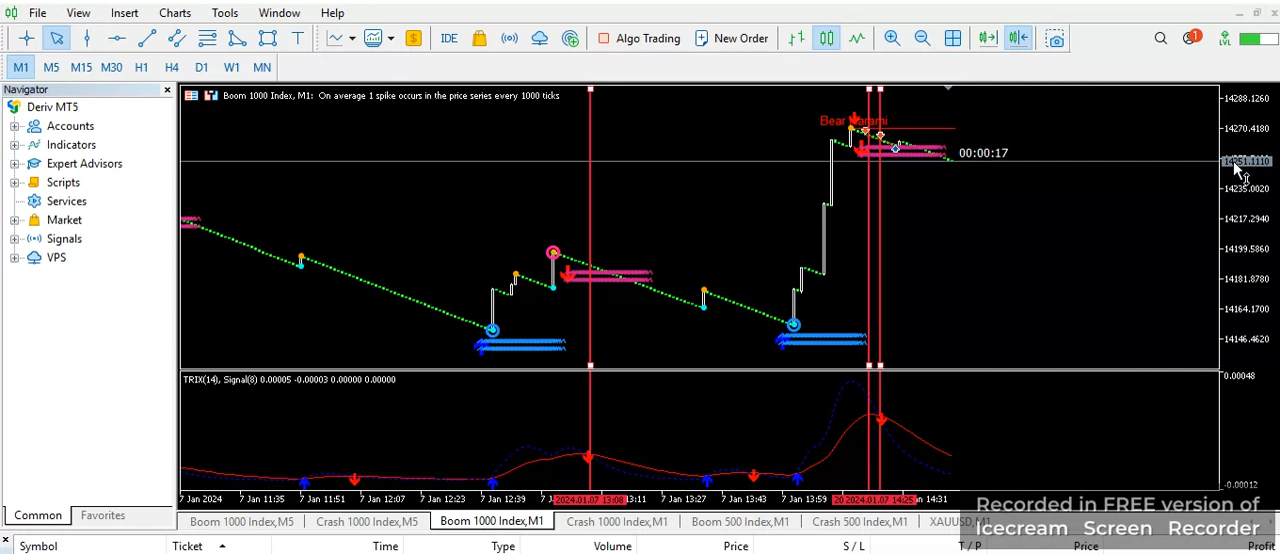 File View Insert Charts Tools Window Help
IDE Algo Trading New Order 1 LVL
M1 M5 M15 M30 H1 H4 D1 W1 MN
Navigator
Deriv MT5
Accounts
Indicators
Expert Advisors
Scripts
Services
Market
Signals
VPS
Common Favorites
Boom 1000 Index, M1: On average 1 spike occurs in the price series every 1000 ticks
Bear Harami
00:00:17
14288.1260
14270.4180
14235.0020
14217.2940
14199.5860
14181.8780
14164.1700
14146.4620
TRIX(14), Signal(8) 0.00005 -0.00003 0.00000 0.00000
0.00048
-0.00012
7 Jan 2024 7 Jan 11:35 7 Jan 11:51 7 Jan 12:07 7 Jan 12:23 7 Jan 12:39 2024.01.07 13:08 13:11 7 Jan 13:27 7 Jan 13:43 7 Jan 13:59 20 2024.01.07 14:25 14:31
Boom 1000 Index,M5 Crash 1000 Index,M5 Boom 1000 Index,M1 Crash 1000 Index,M1 Boom 500 Index,M1 Crash 500 Index,M1 XAUUSD,M1
Recorded in FREE version of
Icecream Screen Recorder
Symbol Ticket Time Type Volume Price S / L T / P Price Profit